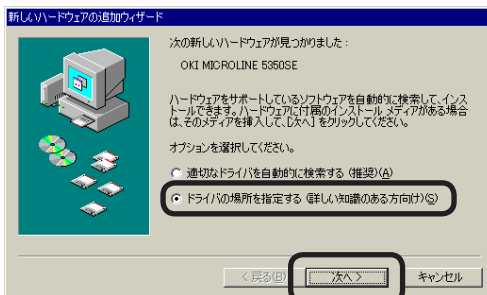 新しいハードウェアの追加ウィザード
次の新しいハードウェアが見つかりました :
OKI MICROLINE 5350SE
ハードウェアをサポートしているソフトウェアを自動的に検索して、インス
トールできます。ハードウェアに付属のインストール メディアがある場合
は、そのメディアを挿入して、[次へ] をクリックしてください。
オプションを選択してください。
適切なドライバを自動的に検索する (推奨)(A)
ドライバの場所を指定する (詳しい知識のある方向け)(S)
< 戻る(B)
次へ >
キャンセル